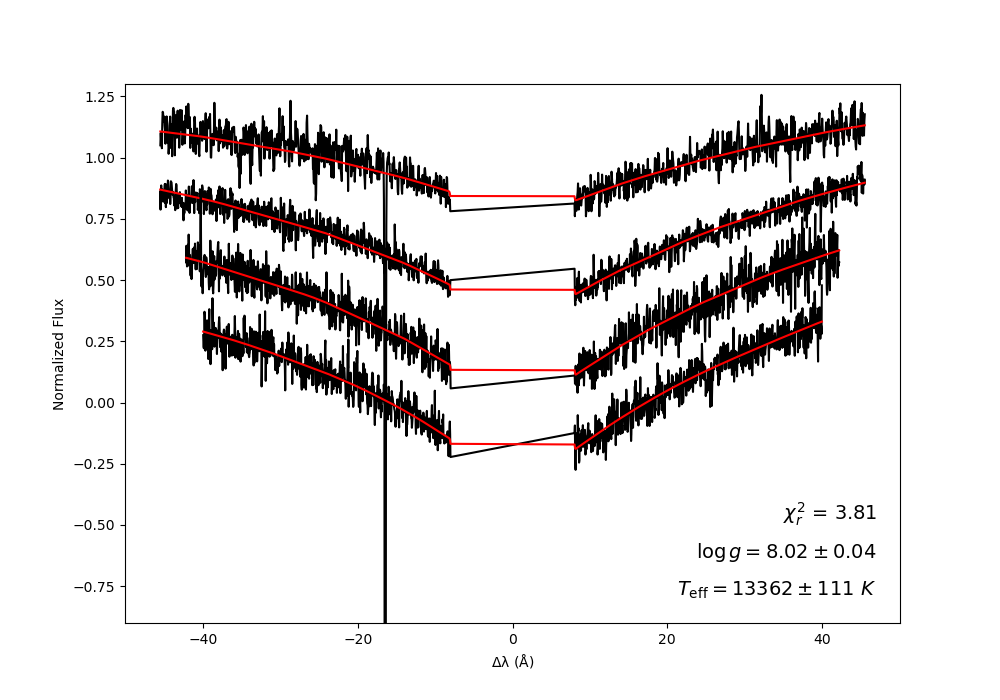 1.25
1.00
0.75
0.50
0.25
0.00
−0.25
−0.50
−0.75
Normalized Flux
χ²ᵣ = 3.81
log g = 8.02 ± 0.04
T_eff = 13362 ± 111 K
−40
−20
0
20
40
Δλ (Å)